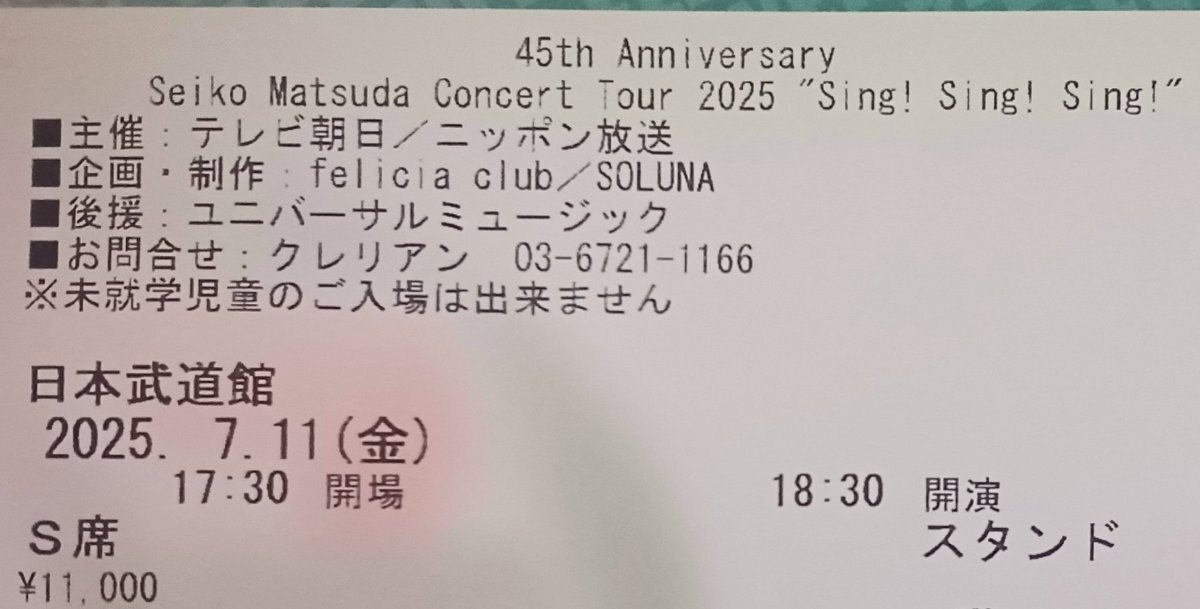 45th Anniversary
Seiko Matsuda Concert Tour 2025 "Sing! Sing! Sing!"
■主催：テレビ朝日／ニッポン放送
■企画・制作：felicia club／SOLUNA
■後援：ユニバーサルミュージック
■お問合せ：クレリアン　03-6721-1166
※未就学児童のご入場は出来ません
日本武道館
2025. 7.11(金)
17:30 開場　18:30 開演
S席　スタンド
¥11,000